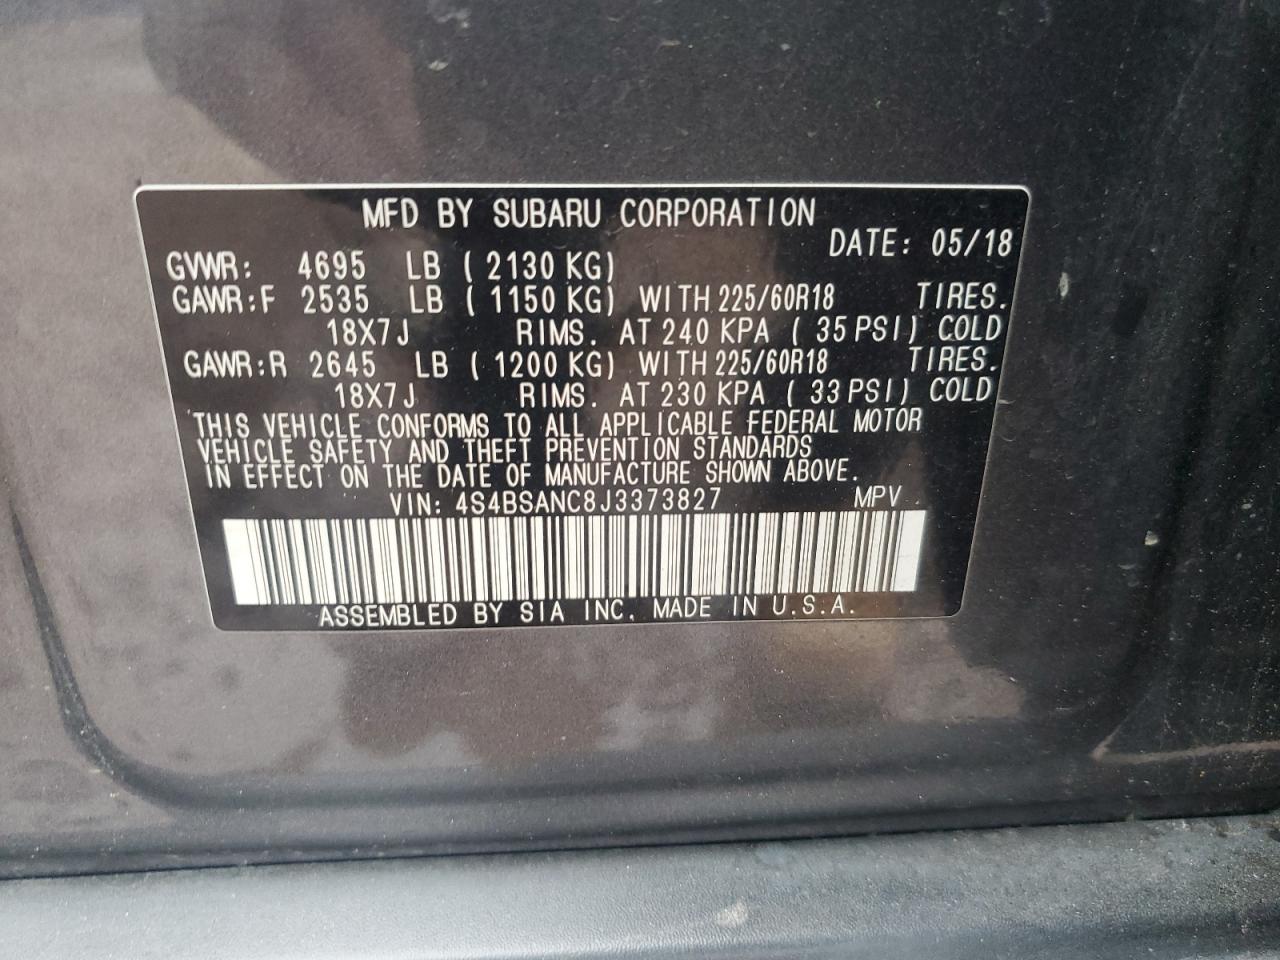 MFD BY SUBARU CORPORATION
DATE: 05/18
GVWR: 4695 LB ( 2130 KG)
GAWR:F 2535 LB ( 1150 KG) WITH 225/60R18 TIRES.
18X7J RIMS. AT 240 KPA ( 35 PSI) COLD
GAWR:R 2645 LB ( 1200 KG) WITH 225/60R18 TIRES.
18X7J RIMS. AT 230 KPA ( 33 PSI) COLD
THIS VEHICLE CONFORMS TO ALL APPLICABLE FEDERAL MOTOR
VEHICLE SAFETY AND THEFT PREVENTION STANDARDS
IN EFFECT ON THE DATE OF MANUFACTURE SHOWN ABOVE.
VIN: 4S4BSANC8J3373827 MPV
ASSEMBLED BY SIA INC. MADE IN U.S.A.